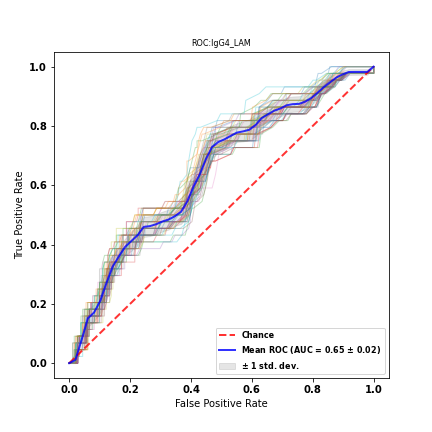 ROC:IgG4_LAM
True Positive Rate
1.0
0.8
0.6
0.4
0.2
0.0
Chance
Mean ROC (AUC = 0.65 ± 0.02)
± 1 std. dev.
0.0 0.2 0.4 0.6 0.8 1.0
False Positive Rate